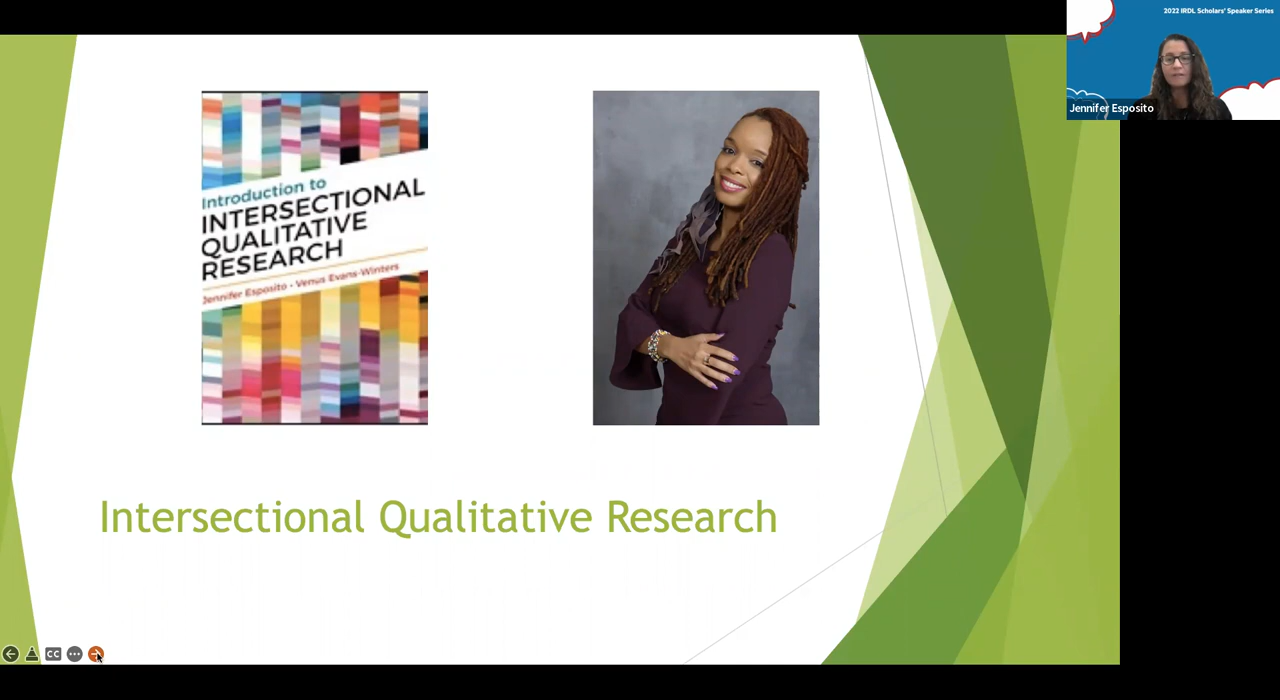 2022 IRDL Scholars' Speaker Series
Jennifer Esposito
Introduction to
INTERSECTIONAL
QUALITATIVE
RESEARCH
Jennifer Esposito • Venus Evans-Winters
Intersectional Qualitative Research
CC